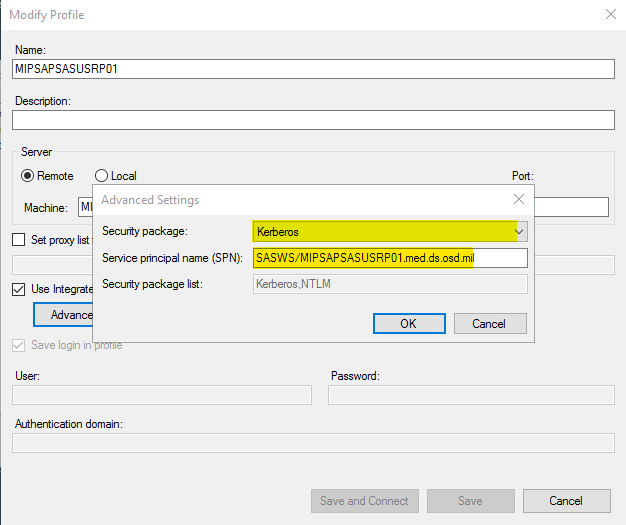 Modify Profile
Name:
MIPSAPSASUSRP01
Description:
Server
Remote Local Port:
Advanced Settings
Machine: MI
Security package: Kerberos
Set proxy list
Service principal name (SPN): SASWS/MIPSAPSASUSRP01.med.ds.osd.mil
Security package list: Kerberos,NTLM
Use Integrate
Advance
OK Cancel
Save login in profile
User: Password:
Authentication domain:
Save and Connect Save Cancel